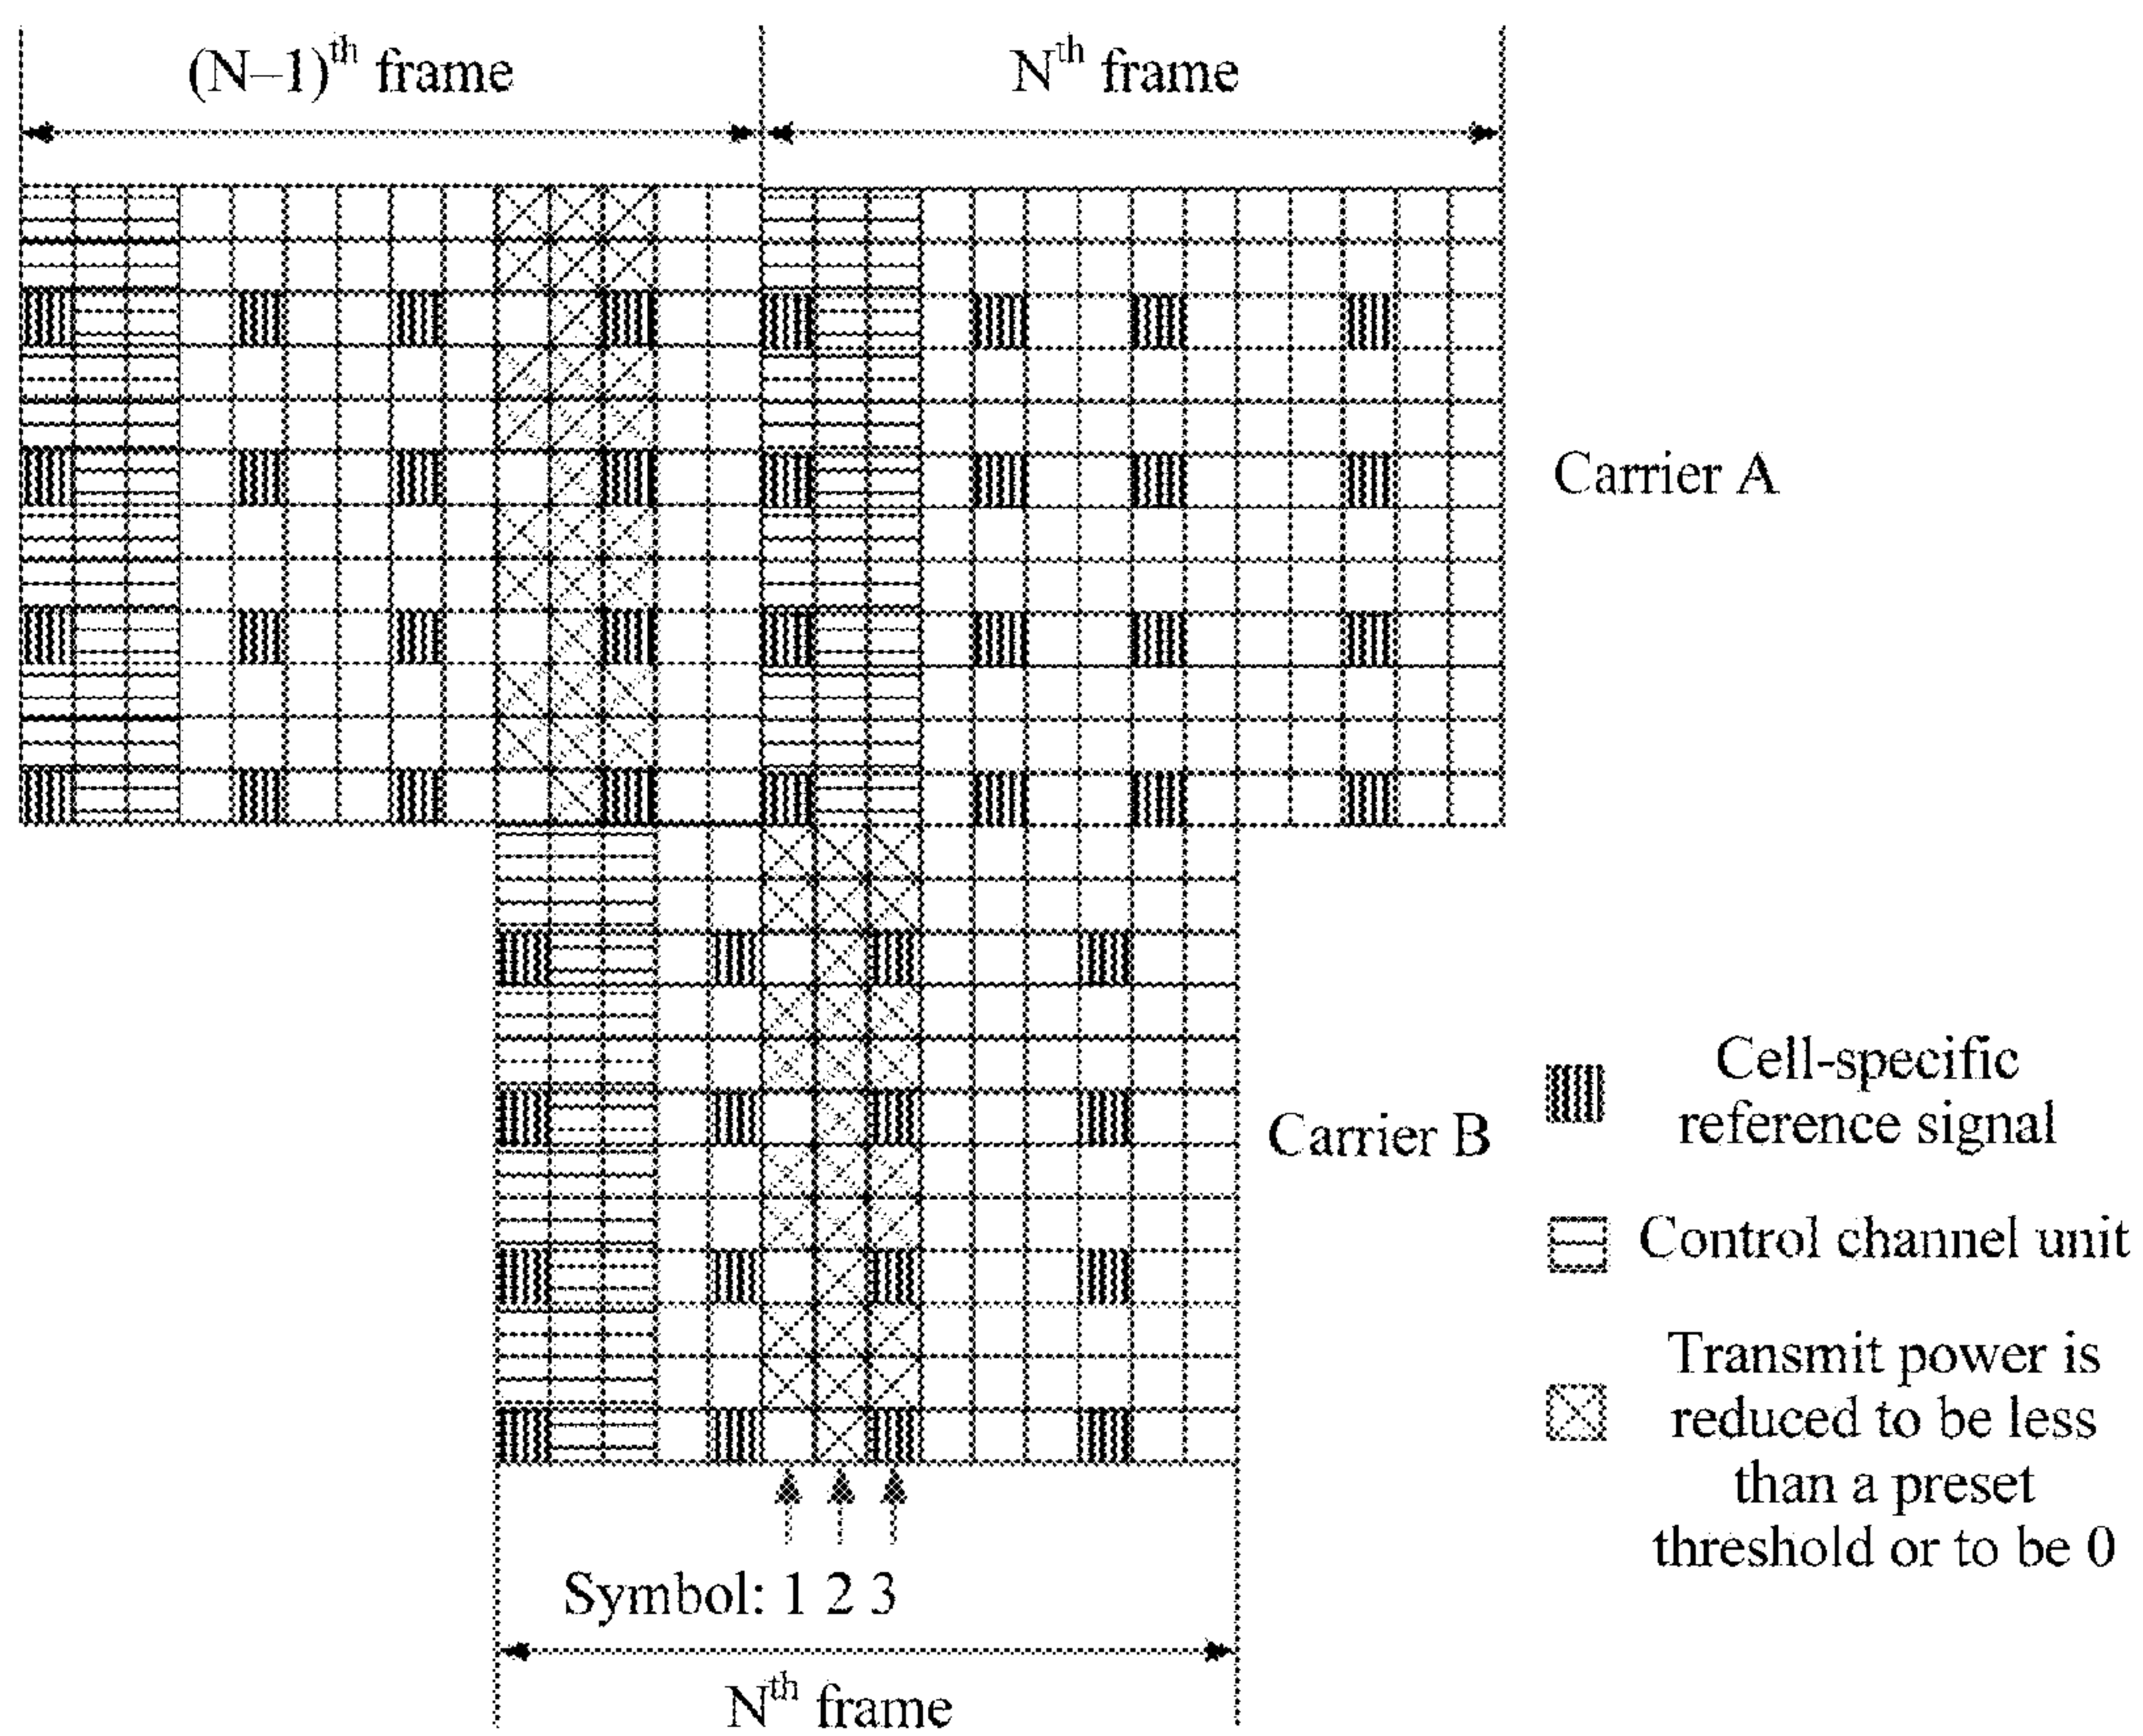 (N–1)th frame
Nth frame
Carrier A
Carrier B
Cell-specific
reference signal
Control channel unit
Transmit power is
reduced to be less
than a preset
threshold or to be 0
Symbol: 1 2 3
Nth frame